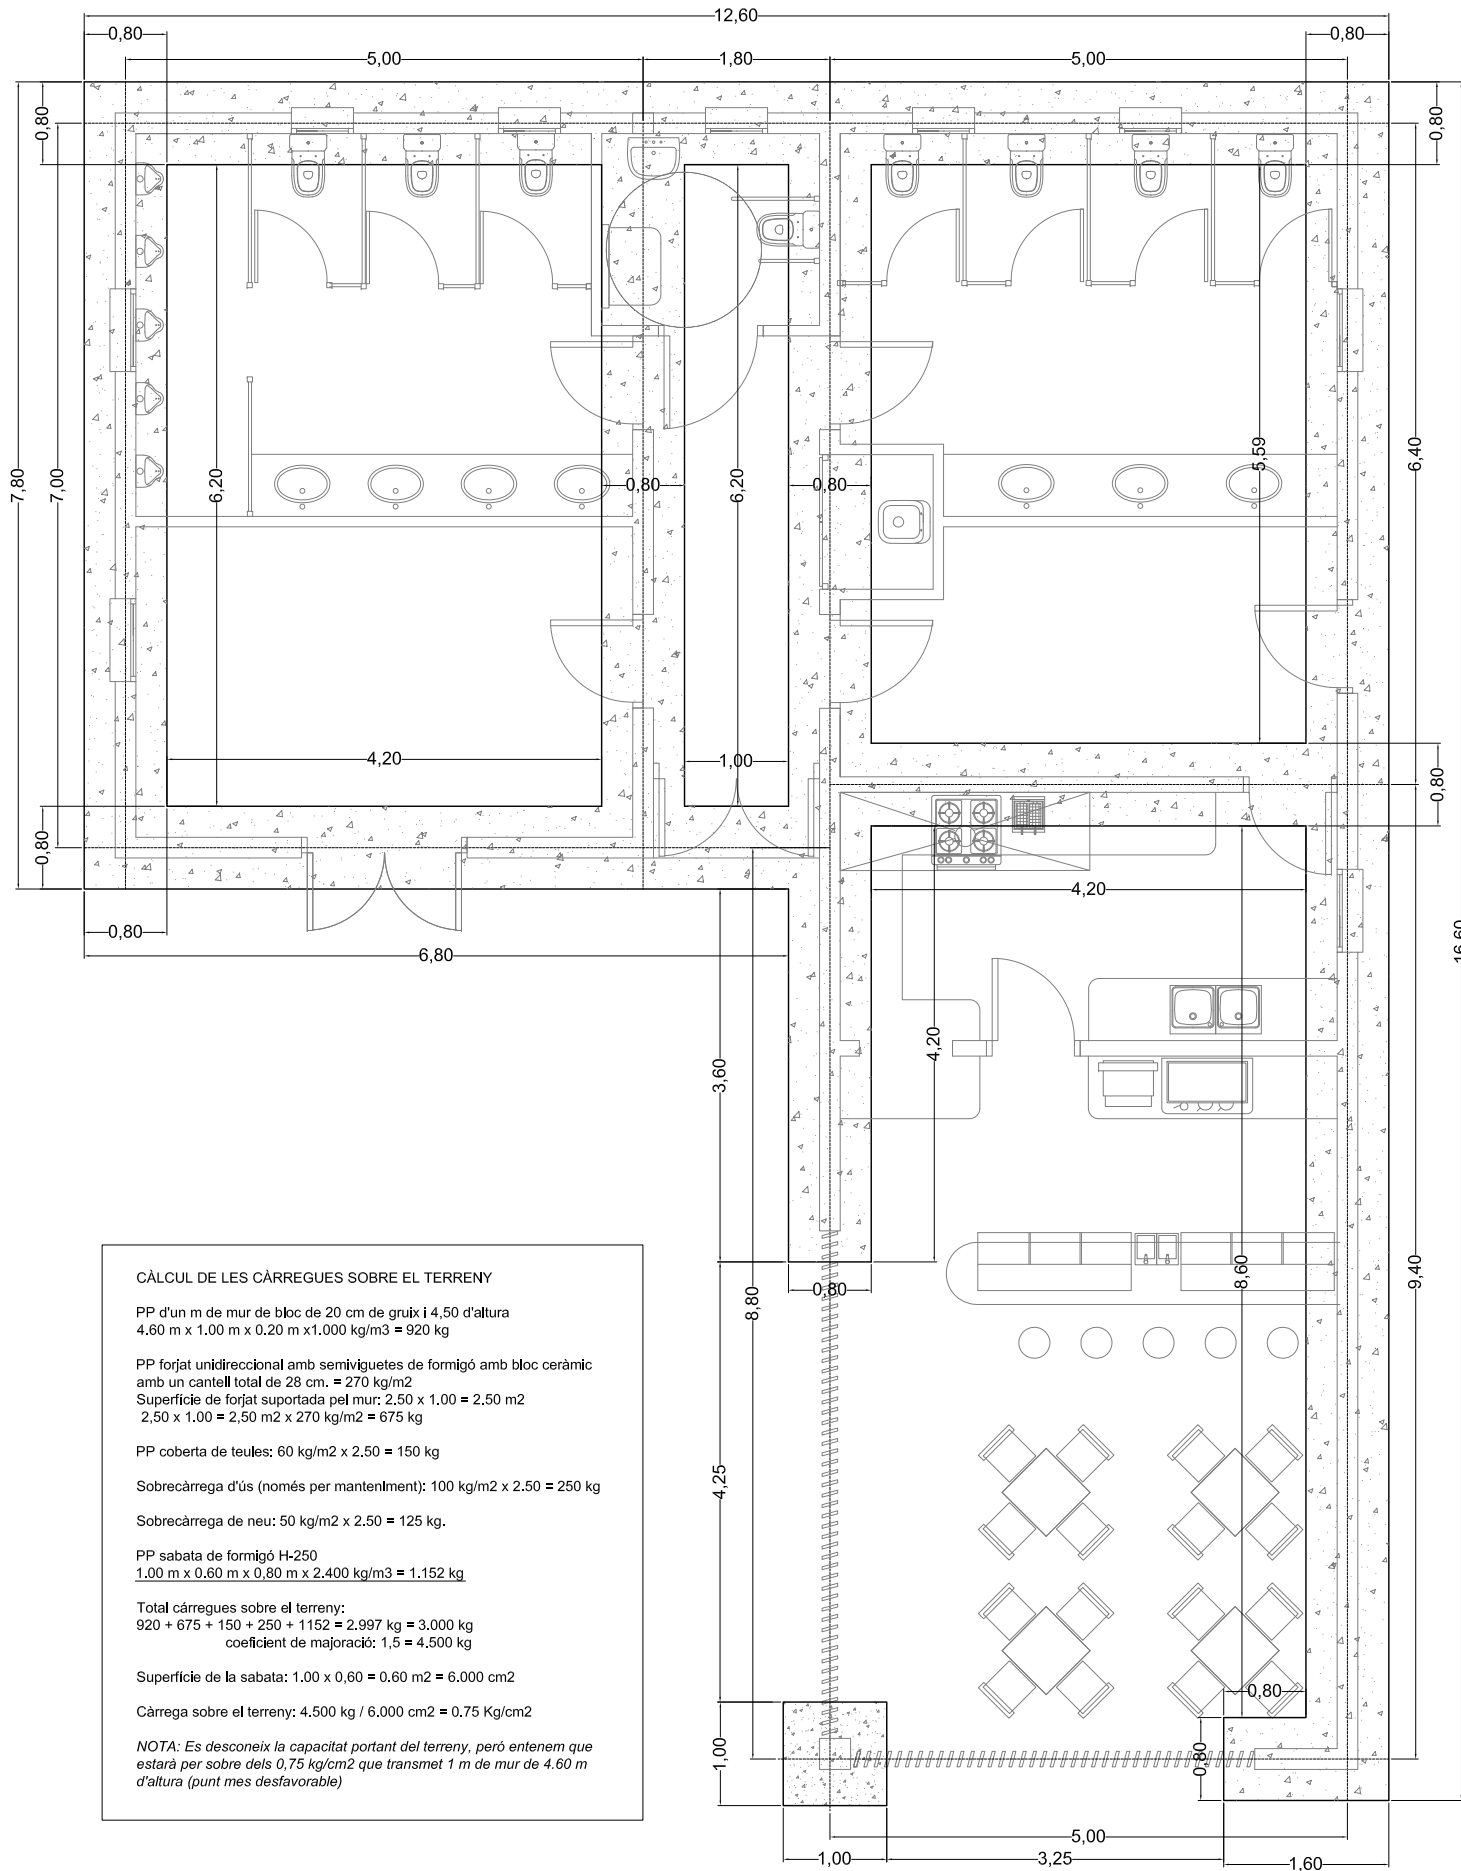 12,60
0,80
0,80
5,00
1,80
5,00
0,80
0,80
7,80
7,00
6,20
0,80
6,20
0,80
5,59
6,40
4,20
1,00
0,80
0,80
4,20
0,80
6,80
16,60
4,20
3,60
8,80
0,80
8,60
9,40
4,25
0,80
1,00
0,80
5,00
1,00
3,25
1,60
CÀLCUL DE LES CÀRREGUES SOBRE EL TERRENY
PP d'un m de mur de bloc de 20 cm de gruix i 4,50 d'altura
4.60 m x 1.00 m x 0.20 m x1.000 kg/m3 = 920 kg
PP forjat unidireccional amb semiviguetes de formigó amb bloc ceràmic
amb un cantell total de 28 cm. = 270 kg/m2
Superfície de forjat suportada pel mur: 2.50 x 1.00 = 2.50 m2
2,50 x 1.00 = 2,50 m2 x 270 kg/m2 = 675 kg
PP coberta de teules: 60 kg/m2 x 2.50 = 150 kg
Sobrecàrrega d'ús (només per manteniment): 100 kg/m2 x 2.50 = 250 kg
Sobrecàrrega de neu: 50 kg/m2 x 2.50 = 125 kg.
PP sabata de formigó H-250
1.00 m x 0.60 m x 0,80 m x 2.400 kg/m3 = 1.152 kg
Total cárregues sobre el terreny:
920 + 675 + 150 + 250 + 1152 = 2.997 kg = 3.000 kg
coeficient de majoració: 1,5 = 4.500 kg
Superfície de la sabata: 1.00 x 0,60 = 0.60 m2 = 6.000 cm2
Càrrega sobre el terreny: 4.500 kg / 6.000 cm2 = 0.75 Kg/cm2
NOTA: Es desconeix la capacitat portant del terreny, peró entenem que
estarà per sobre dels 0,75 kg/cm2 que transmet 1 m de mur de 4.60 m
d'altura (punt mes desfavorable)